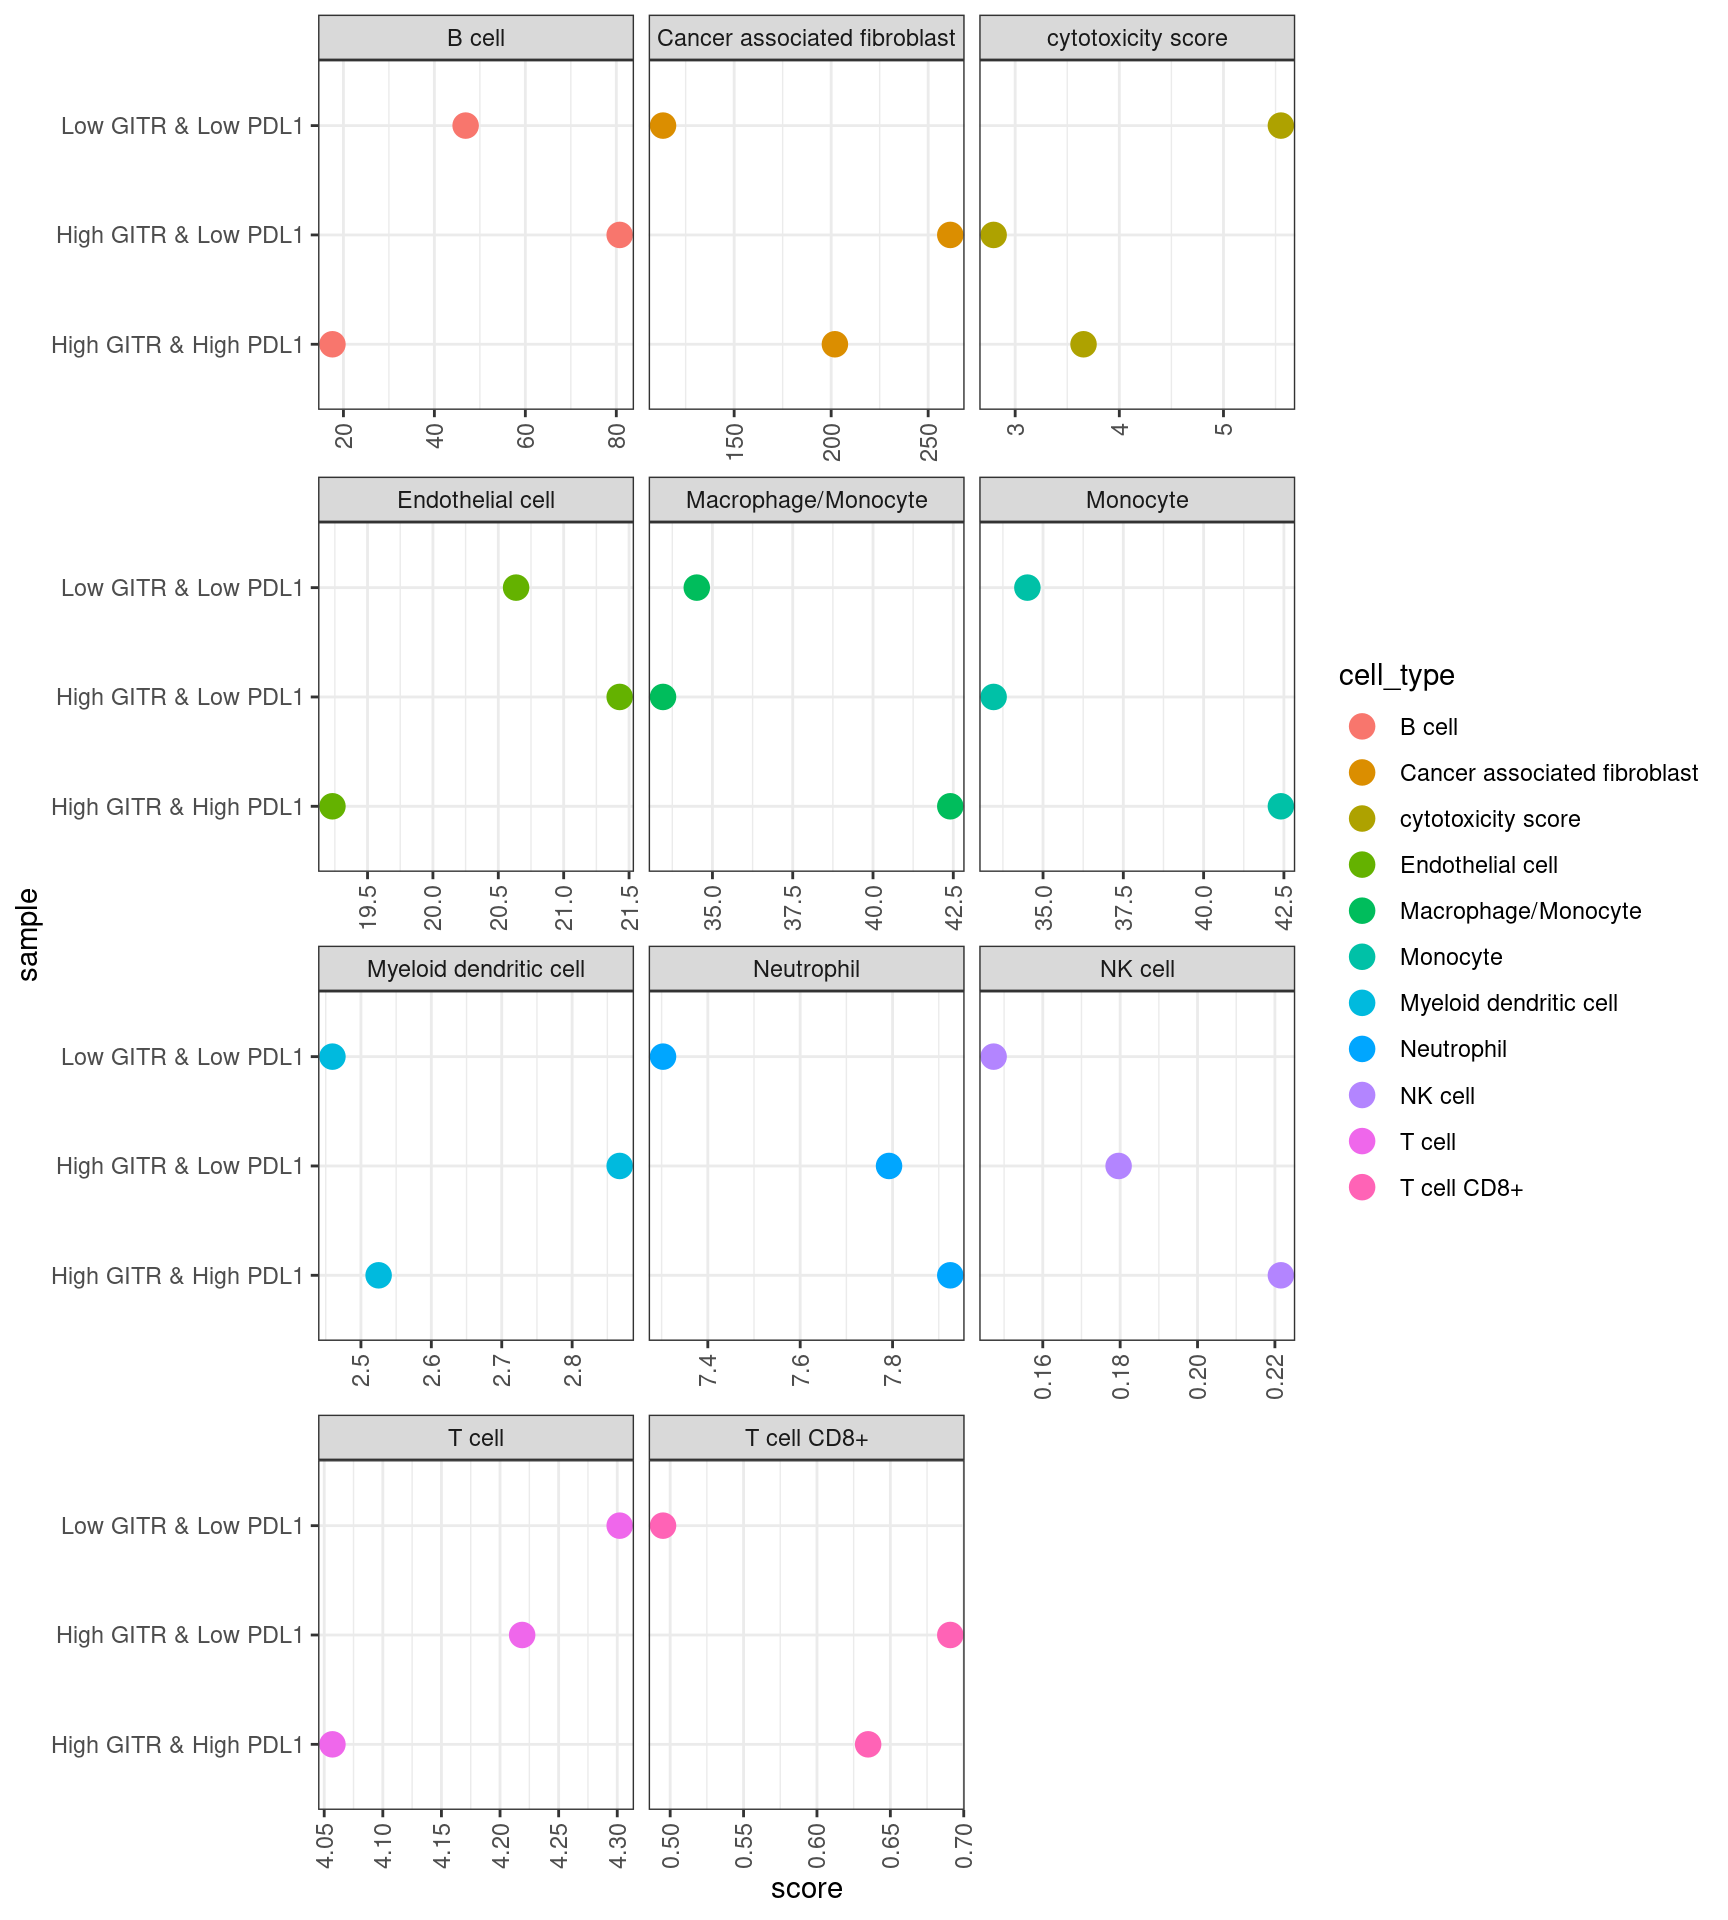 B cell
Cancer associated fibroblast
cytotoxicity score
Low GITR & Low PDL1
High GITR & Low PDL1
High GITR & High PDL1
20 40 60 80
150 200 250
3 4 5
Endothelial cell
Macrophage/Monocyte
Monocyte
Low GITR & Low PDL1
High GITR & Low PDL1
High GITR & High PDL1
19.5 20.0 20.5 21.0 21.5
35.0 37.5 40.0 42.5
35.0 37.5 40.0 42.5
Myeloid dendritic cell
Neutrophil
NK cell
Low GITR & Low PDL1
High GITR & Low PDL1
High GITR & High PDL1
2.5 2.6 2.7 2.8
7.4 7.6 7.8
0.16 0.18 0.20 0.22
T cell
T cell CD8+
Low GITR & Low PDL1
High GITR & Low PDL1
High GITR & High PDL1
4.05 4.10 4.15 4.20 4.25 4.30
0.50 0.55 0.60 0.65 0.70
score
sample
cell_type
B cell
Cancer associated fibroblast
cytotoxicity score
Endothelial cell
Macrophage/Monocyte
Monocyte
Myeloid dendritic cell
Neutrophil
NK cell
T cell
T cell CD8+